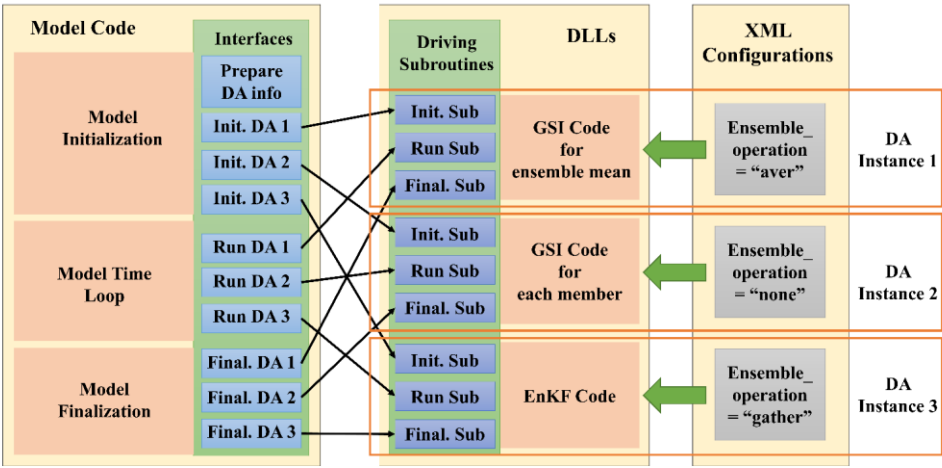 Model Code
Interfaces
Model
Initialization
Prepare
DA info
Init. DA 1
Init. DA 2
Init. DA 3
Model Time
Loop
Run DA 1
Run DA 2
Run DA 3
Model
Finalization
Final. DA 1
Final. DA 2
Final. DA 3
Driving
Subroutines
DLLs
XML
Configurations
Init. Sub
Run Sub
Final. Sub
GSI Code
for
ensemble mean
Ensemble_
operation
= “aver”
DA
Instance 1
Init. Sub
Run Sub
Final. Sub
GSI Code
for
each member
Ensemble_
operation
= “none”
DA
Instance 2
Init. Sub
Run Sub
Final. Sub
EnKF Code
Ensemble_
operation
= “gather”
DA
Instance 3